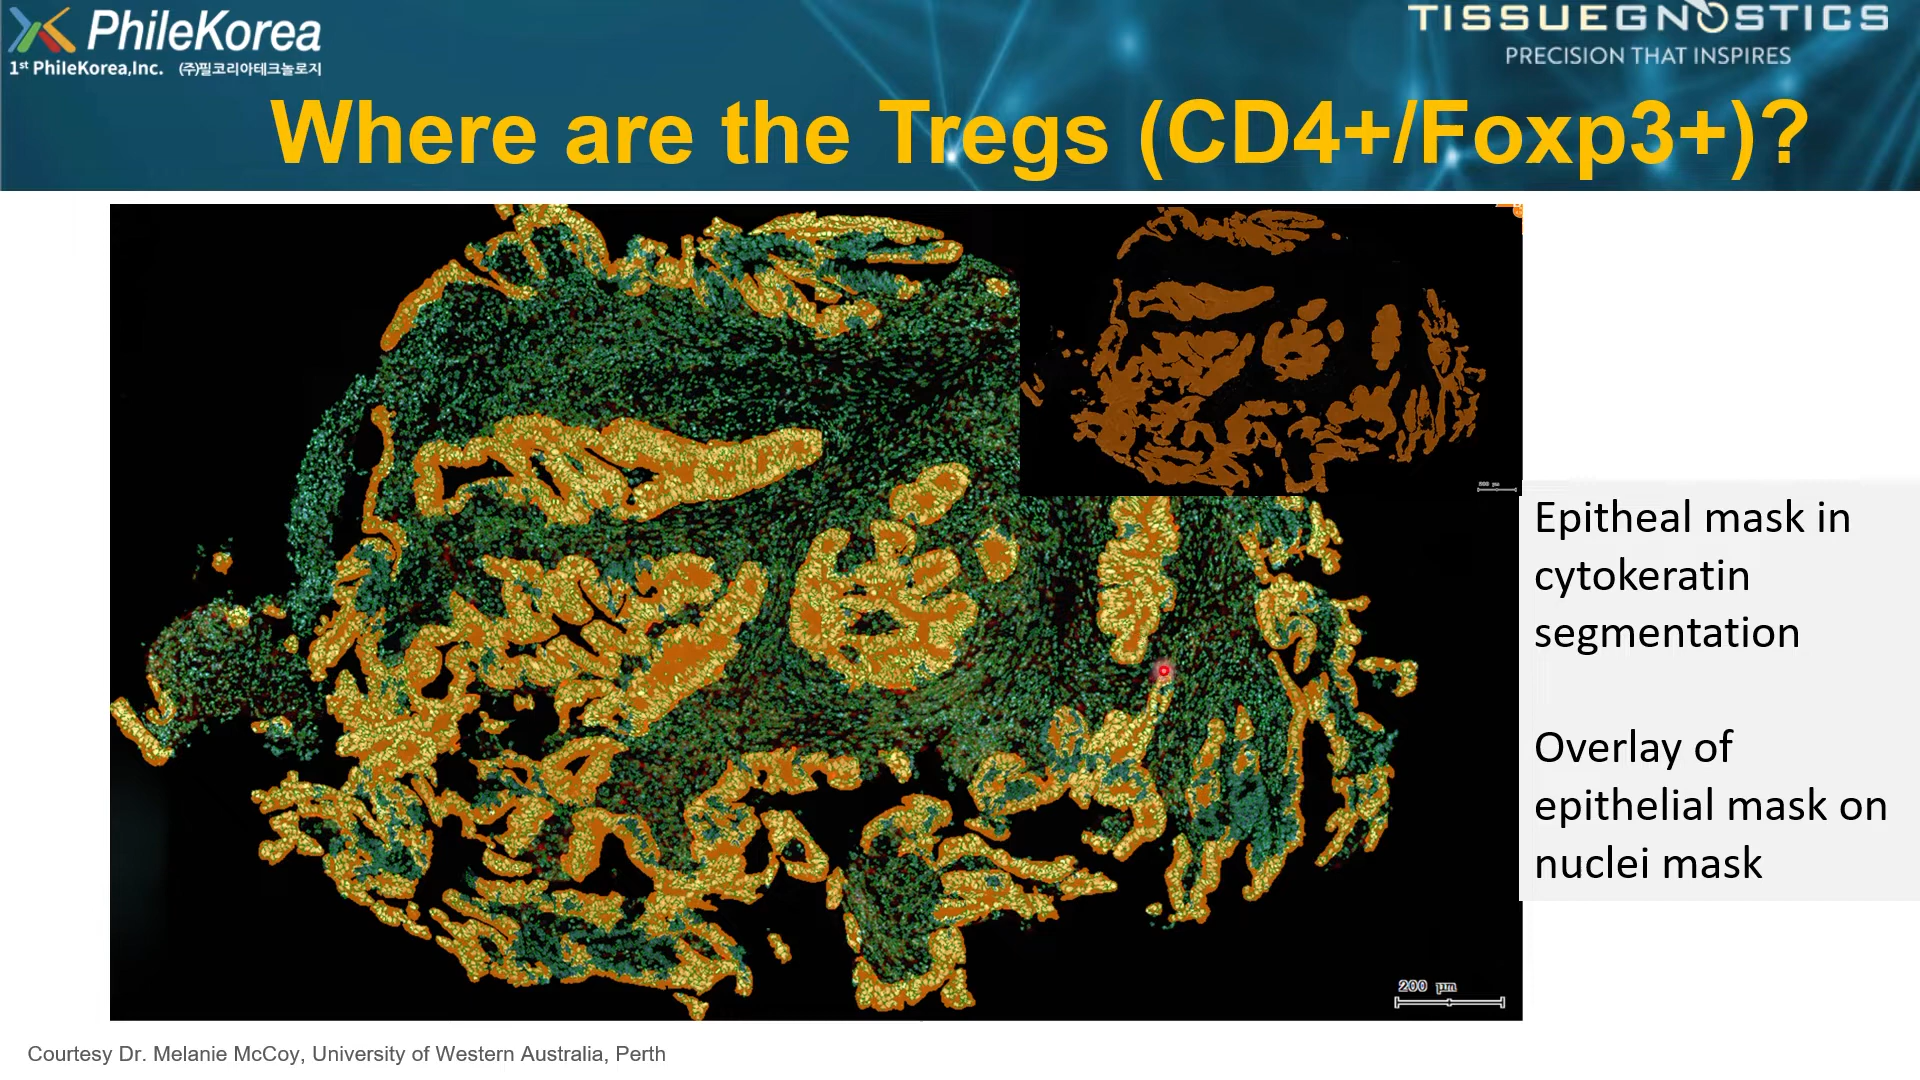 PhileKorea
1st PhileKorea,Inc. (주)필코리아테크놀로지
TISSUEGNOSTICS
PRECISION THAT INSPIRES
Where are the Tregs (CD4+/Foxp3+)?
Epitheal mask in
cytokeratin
segmentation
Overlay of
epithelial mask on
nuclei mask
200 µm
Courtesy Dr. Melanie McCoy, University of Western Australia, Perth